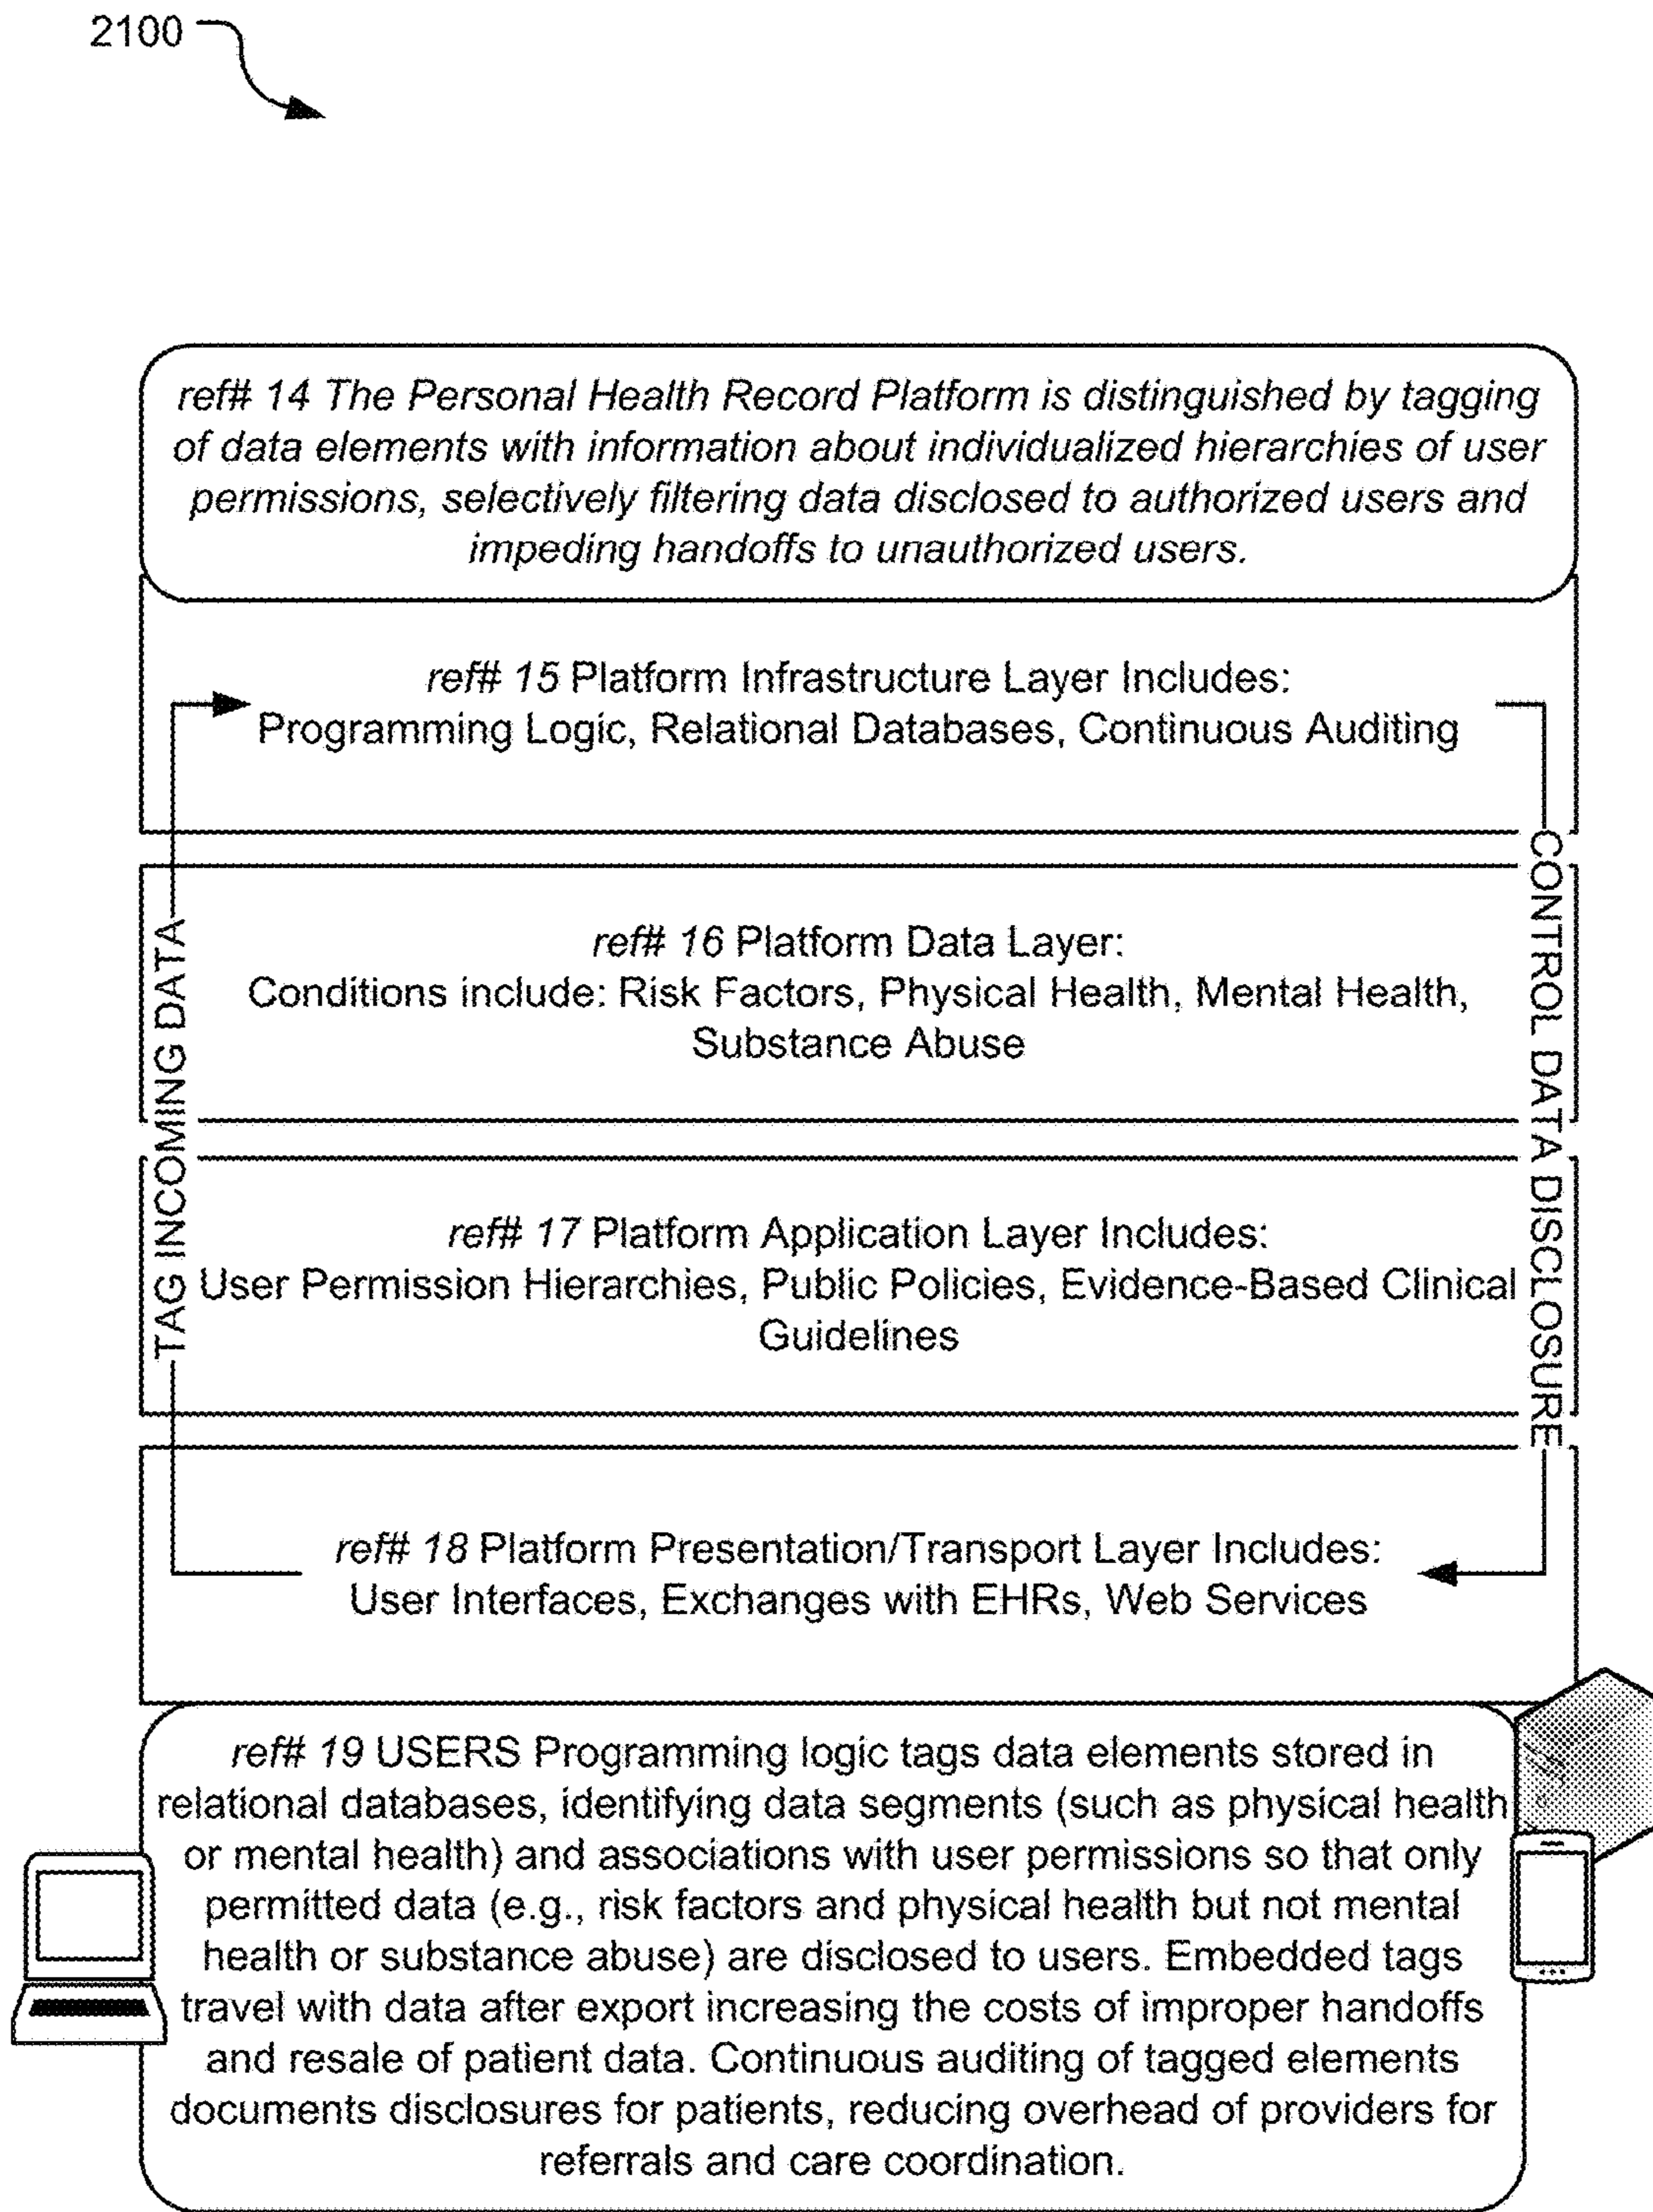 2100
ref# 14 The Personal Health Record Platform is distinguished by tagging
of data elements with information about individualized hierarchies of user
permissions, selectively filtering data disclosed to authorized users and
impeding handoffs to unauthorized users.
ref# 15 Platform Infrastructure Layer Includes:
Programming Logic, Relational Databases, Continuous Auditing
TAG INCOMING DATA
CONTROL DATA DISCLOSURE
ref# 16 Platform Data Layer:
Conditions include: Risk Factors, Physical Health, Mental Health,
Substance Abuse
ref# 17 Platform Application Layer Includes:
User Permission Hierarchies, Public Policies, Evidence-Based Clinical
Guidelines
ref# 18 Platform Presentation/Transport Layer Includes:
User Interfaces, Exchanges with EHRs, Web Services
ref# 19 USERS Programming logic tags data elements stored in
relational databases, identifying data segments (such as physical health
or mental health) and associations with user permissions so that only
permitted data (e.g., risk factors and physical health but not mental
health or substance abuse) are disclosed to users. Embedded tags
travel with data after export increasing the costs of improper handoffs
and resale of patient data. Continuous auditing of tagged elements
documents disclosures for patients, reducing overhead of providers for
referrals and care coordination.